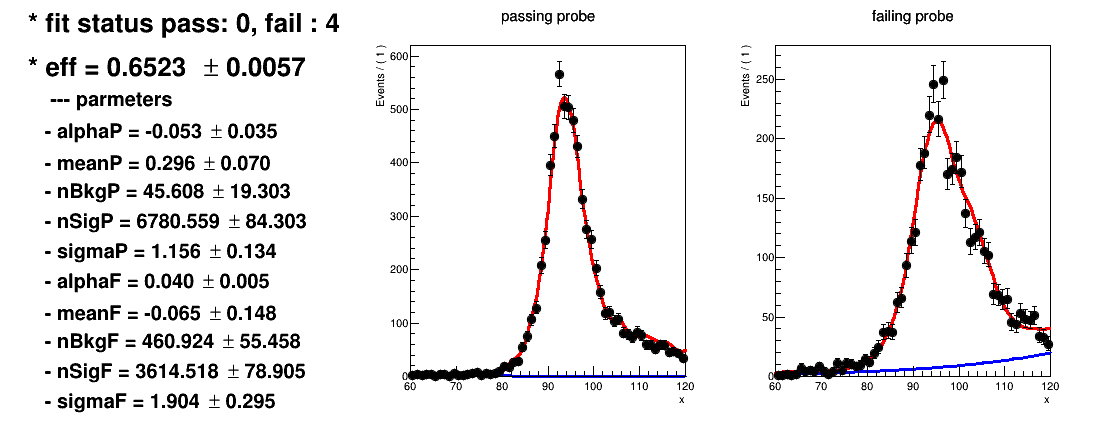 * fit status pass: 0, fail : 4
* eff = 0.6523 ± 0.0057
--- parmeters
- alphaP = -0.053 ± 0.035
- meanP = 0.296 ± 0.070
- nBkgP = 45.608 ± 19.303
- nSigP = 6780.559 ± 84.303
- sigmaP = 1.156 ± 0.134
- alphaF = 0.040 ± 0.005
- meanF = -0.065 ± 0.148
- nBkgF = 460.924 ± 55.458
- nSigF = 3614.518 ± 78.905
- sigmaF = 1.904 ± 0.295
passing probe
Events / ( 1 )
600
500
400
300
200
100
0
60 70 80 90 100 110 120
x
failing probe
Events / ( 1 )
250
200
150
100
50
0
60 70 80 90 100 110 120
x